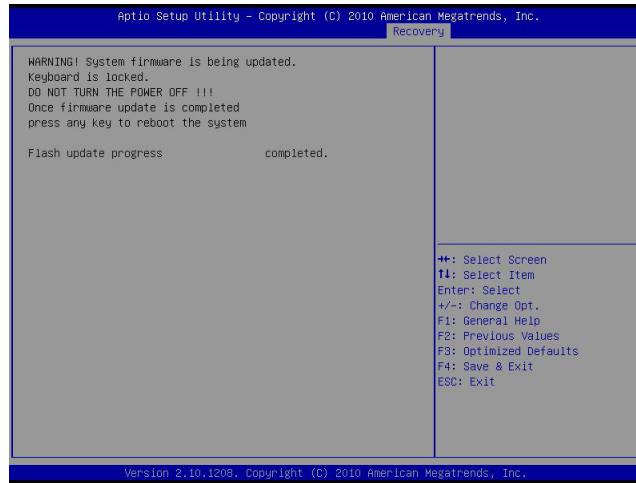 Aptio Setup Utility – Copyright (C) 2010 American Megatrends, Inc.
Recovery
WARNING! System firmware is being updated.
Keyboard is locked.
DO NOT TURN THE POWER OFF !!!
Once firmware update is completed
press any key to reboot the system
Flash update progress completed.
→←: Select Screen
↑↓: Select Item
Enter: Select
+/-: Change Opt.
F1: General Help
F2: Previous Values
F3: Optimized Defaults
F4: Save & Exit
ESC: Exit
Version 2.10.1208. Copyright (C) 2010 American Megatrends, Inc.